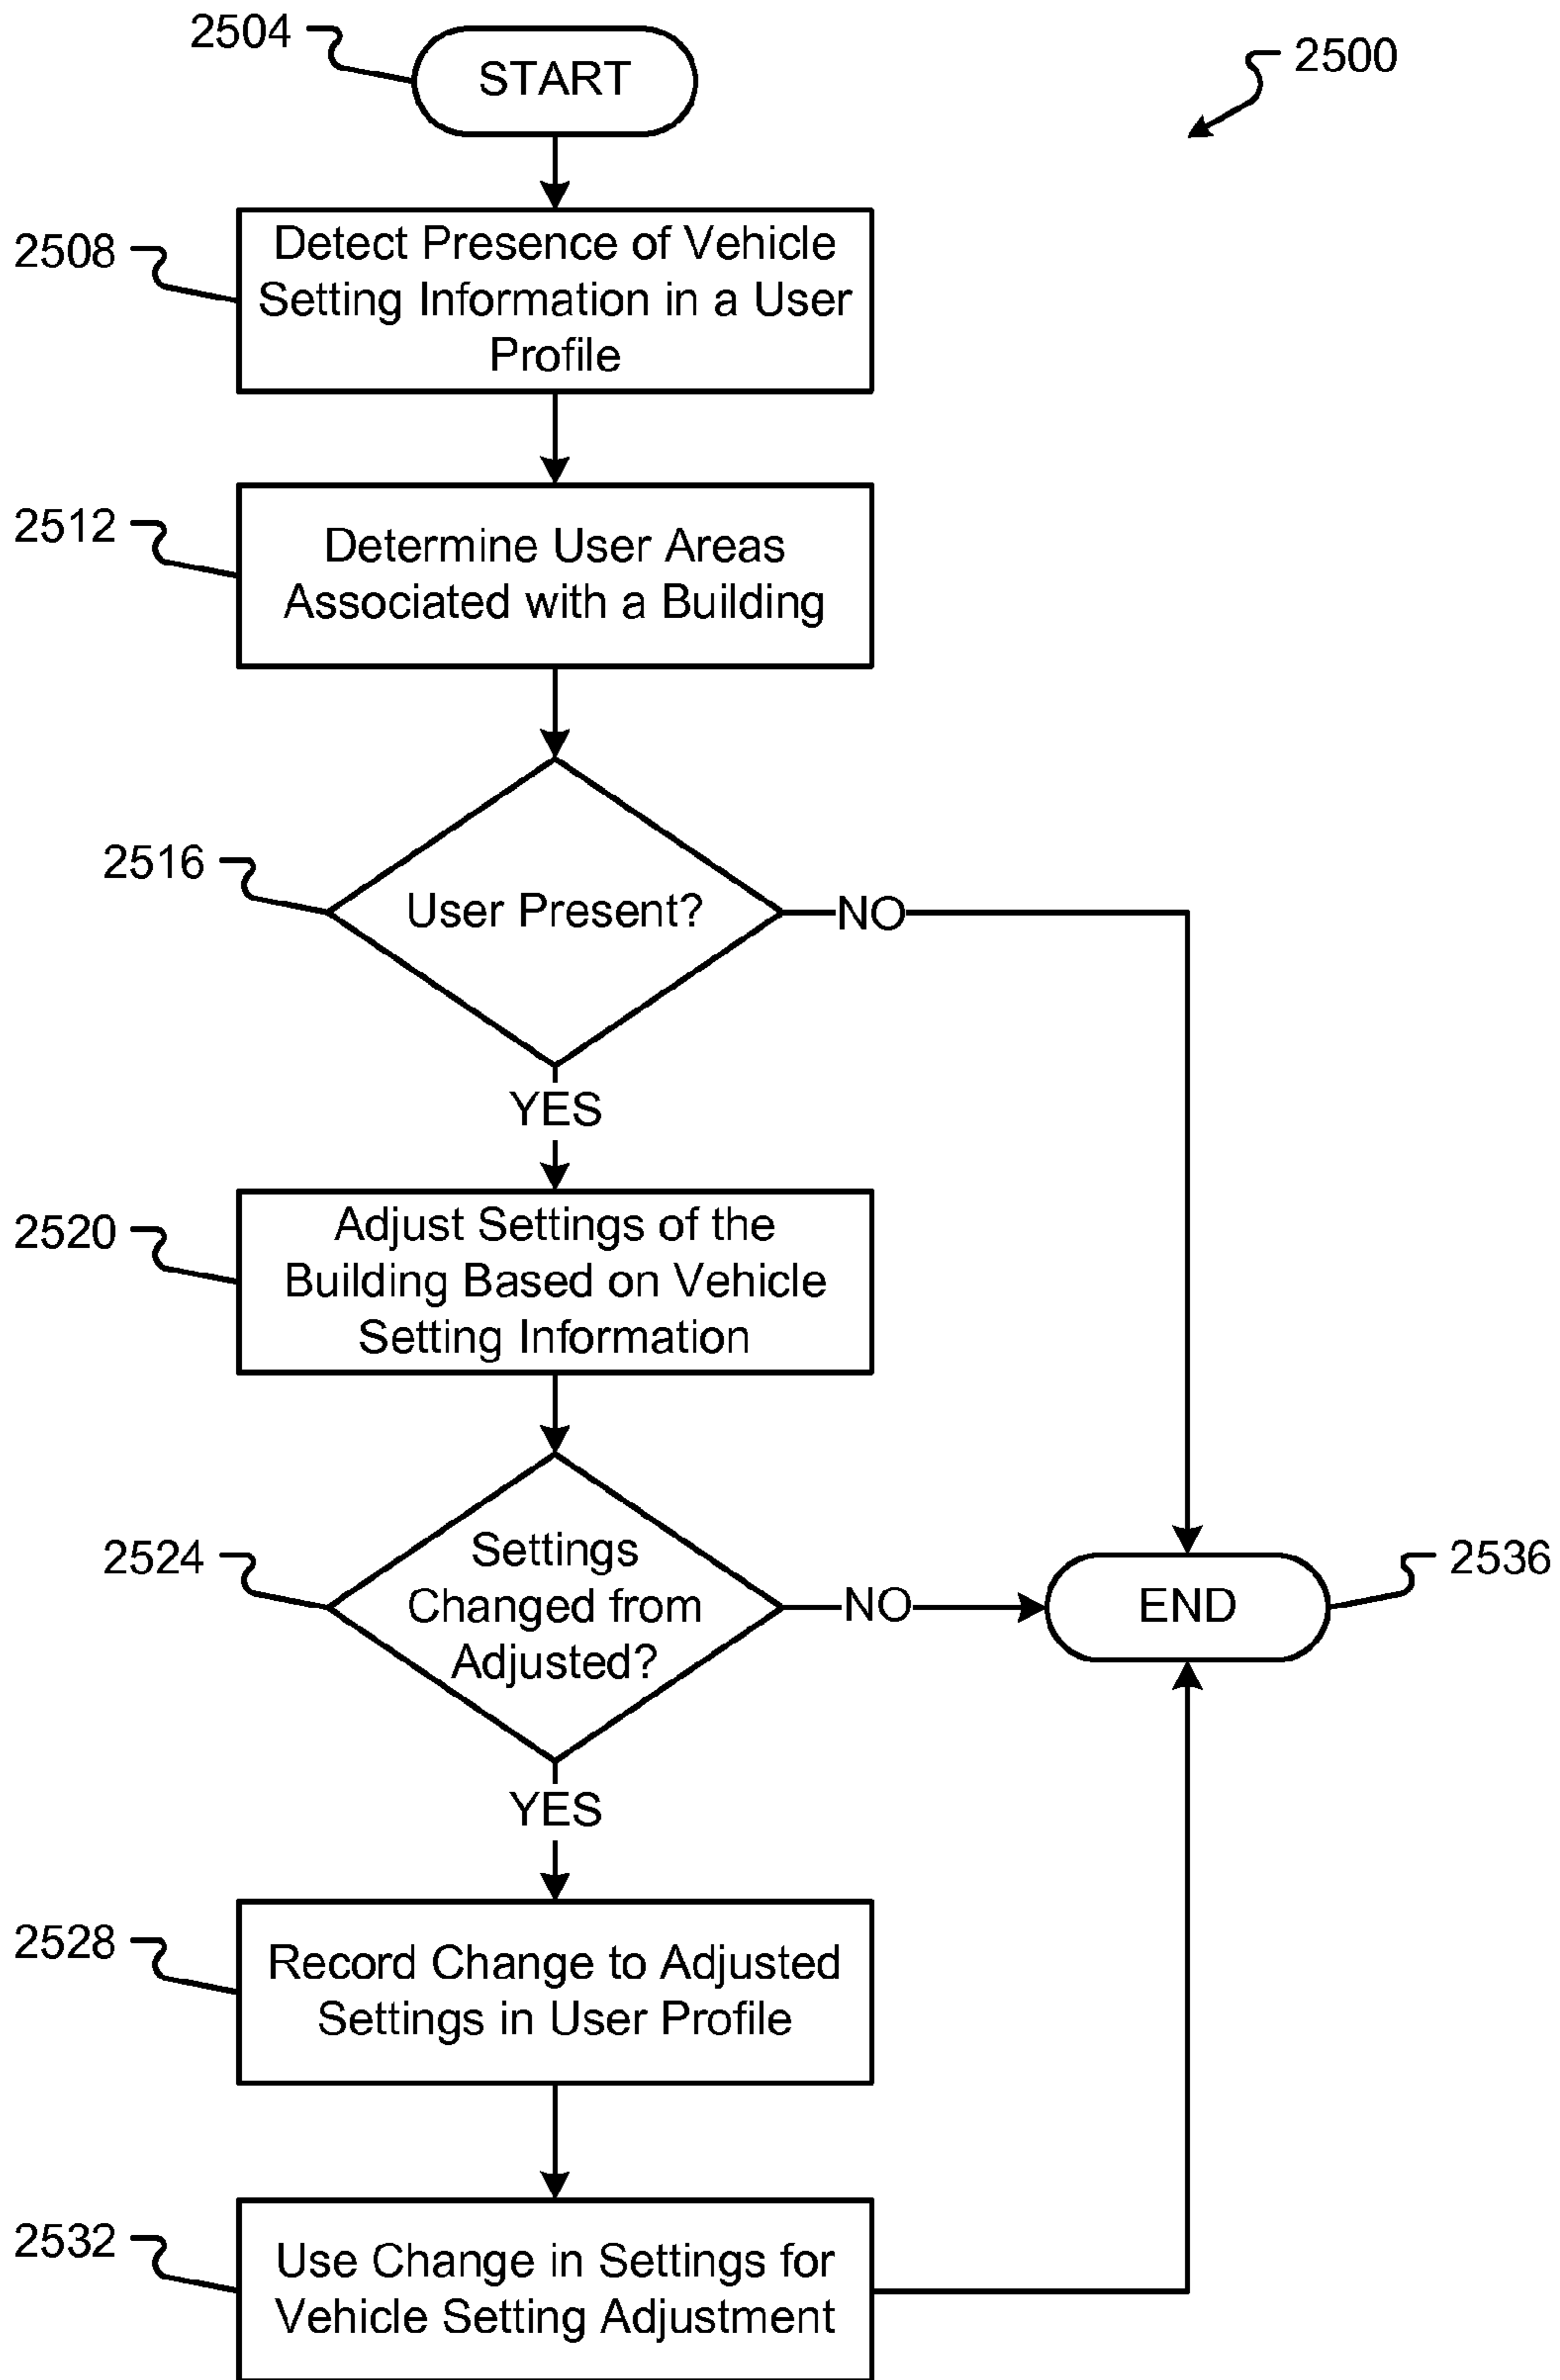 2504
START
2500
2508
Detect Presence of Vehicle
Setting Information in a User
Profile
2512
Determine User Areas
Associated with a Building
2516
User Present?
NO
YES
2520
Adjust Settings of the
Building Based on Vehicle
Setting Information
2524
Settings
Changed from
Adjusted?
NO
END
2536
YES
2528
Record Change to Adjusted
Settings in User Profile
2532
Use Change in Settings for
Vehicle Setting Adjustment